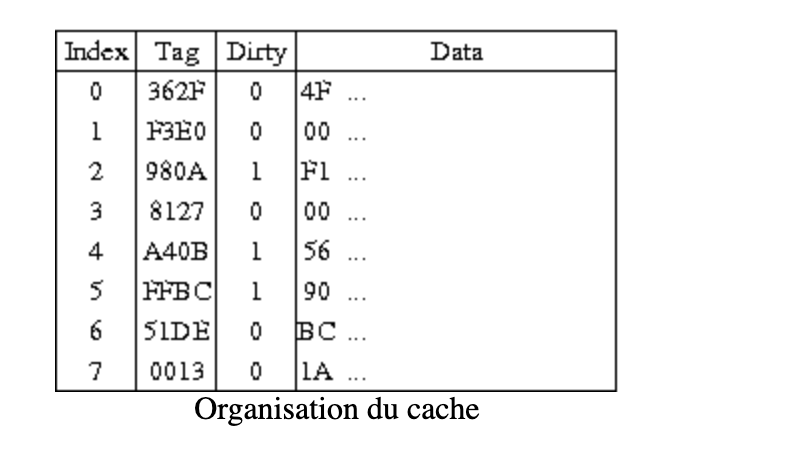 Index Tag Dirty Data
0 362F 0 4F ...
1 F3E0 0 00 ...
2 980A 1 F1 ...
3 8127 0 00 ...
4 A40B 1 56 ...
5 FFBC 1 90 ...
6 51DE 0 BC ...
7 0013 0 1A ...
Organisation du cache